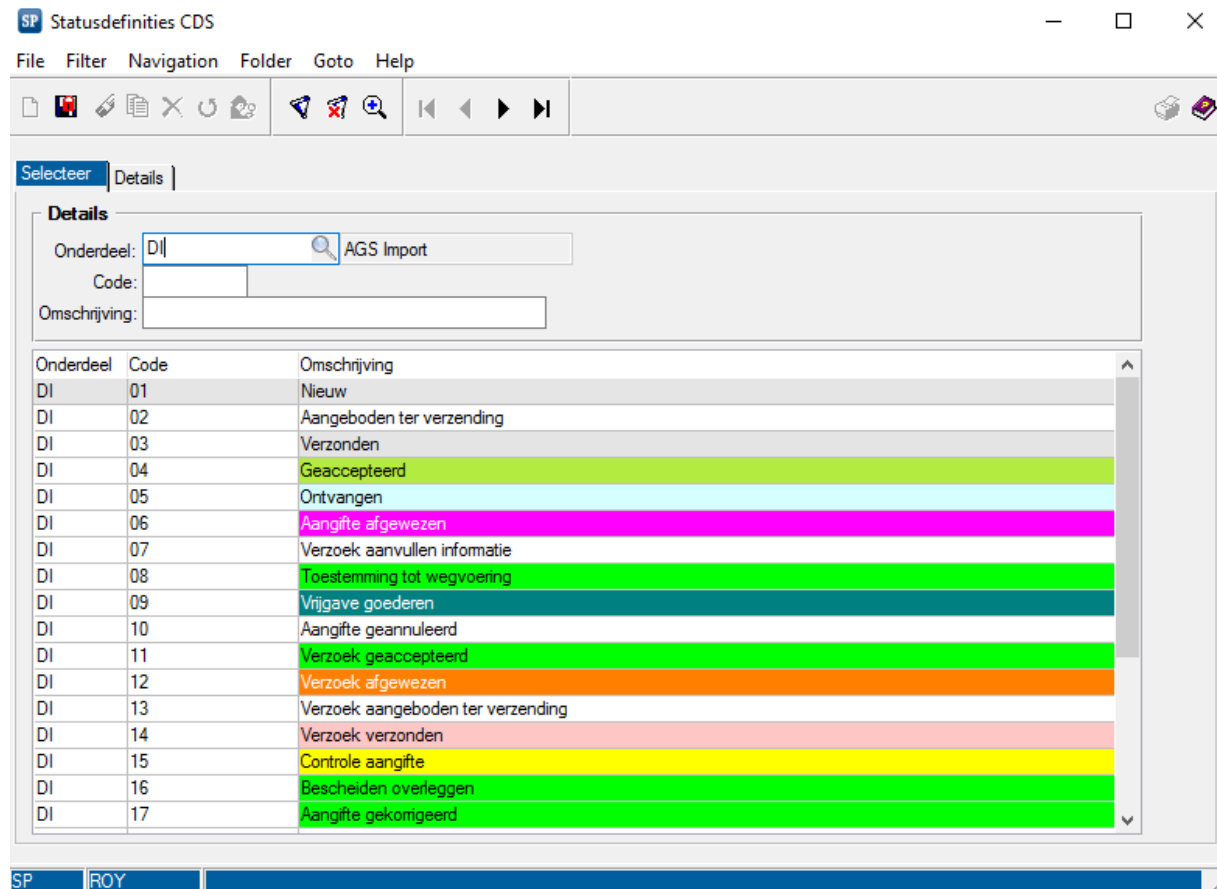 SP Statusdefinities CDS
File Filter Navigation Folder Goto Help
Selecteer Details
Details
Onderdeel: DI AGS Import
Code:
Omschrijving:
Onderdeel Code Omschrijving
DI 01 Nieuw
DI 02 Aangeboden ter verzending
DI 03 Verzonden
DI 04 Geaccepteerd
DI 05 Ontvangen
DI 06 Aangifte afgewezen
DI 07 Verzoek aanvullen informatie
DI 08 Toestemming tot wegvoering
DI 09 Vrijgave goederen
DI 10 Aangifte geannuleerd
DI 11 Verzoek geaccepteerd
DI 12 Verzoek afgewezen
DI 13 Verzoek aangeboden ter verzending
DI 14 Verzoek verzonden
DI 15 Controle aangifte
DI 16 Bescheiden overleggen
DI 17 Aangifte gekorrigeerd
SP ROY